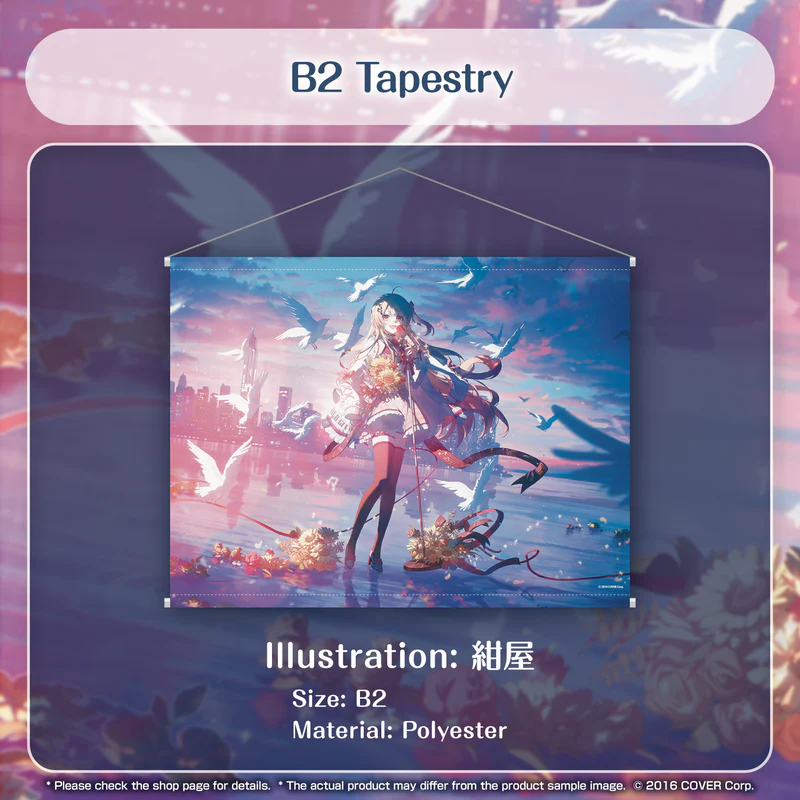 B2 Tapestry
Illustration: 紺屋
Size: B2
Material: Polyester
* Please check the shop page for details. * The actual product may differ from the product sample image. © 2016 COVER Corp.